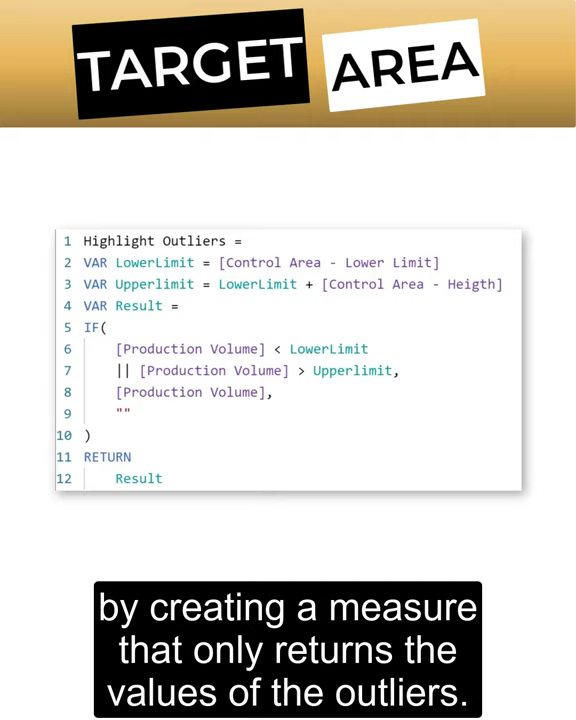 TARGET AREA
1 Highlight Outliers =
2 VAR LowerLimit = [Control Area - Lower Limit]
3 VAR Upperlimit = LowerLimit + [Control Area - Heigth]
4 VAR Result =
5 IF(
6 [Production Volume] < LowerLimit
7 || [Production Volume] > Upperlimit,
8 [Production Volume],
9 ""
10 )
11 RETURN
12 Result
by creating a measure
that only returns the
values of the outliers.